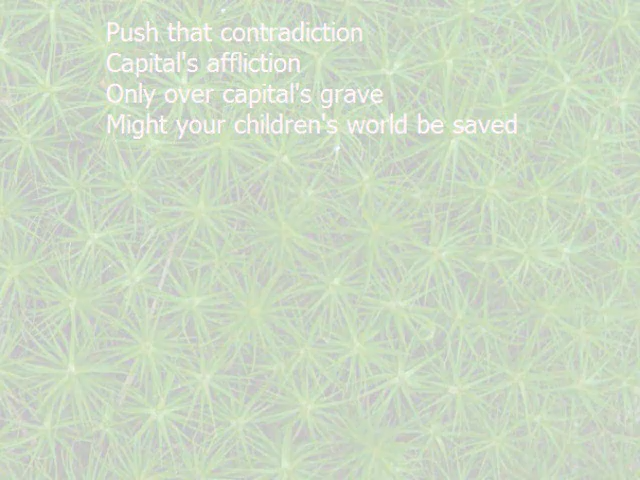 Push that contradiction
Capital's affliction
Only over capital's grave
Might your children's world be saved